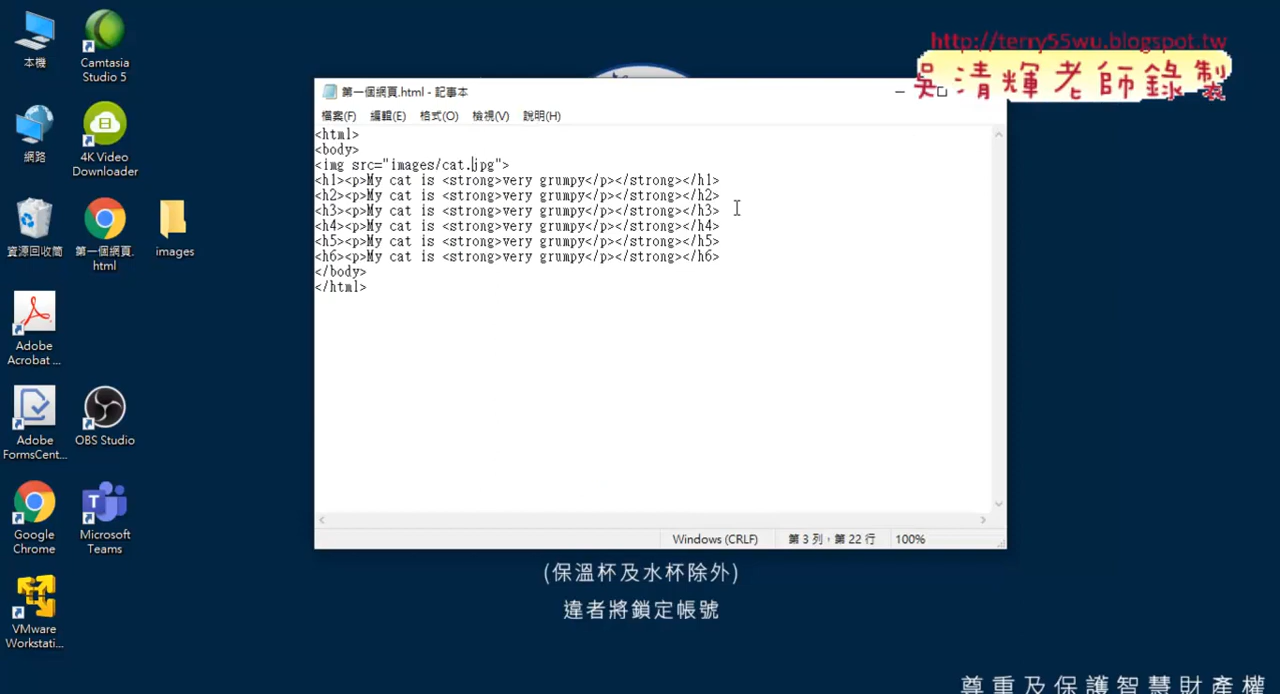 http://terry55wu.blogspot.tw
吳清輝老師錄製
本機
Camtasia
Studio 5
網路
4K Video
Downloader
資源回收筒
第一個網頁.
html
images
Adobe
Acrobat ...
Adobe
FormsCent...
OBS Studio
Google
Chrome
Microsoft
Teams
VMware
Workstati...
第一個網頁.html - 記事本
檔案(F) 編輯(E) 格式(O) 檢視(V) 說明(H)
<html>
<body>
<img src="images/cat.jpg">
<h1><p>My cat is <strong>very grumpy</p></strong></h1>
<h2><p>My cat is <strong>very grumpy</p></strong></h2>
<h3><p>My cat is <strong>very grumpy</p></strong></h3>
<h4><p>My cat is <strong>very grumpy</p></strong></h4>
<h5><p>My cat is <strong>very grumpy</p></strong></h5>
<h6><p>My cat is <strong>very grumpy</p></strong></h6>
</body>
</html>
Windows (CRLF) 第 3 列，第 22 行 100%
(保溫杯及水杯除外)
違者將鎖定帳號
尊重及保護智慧財產權